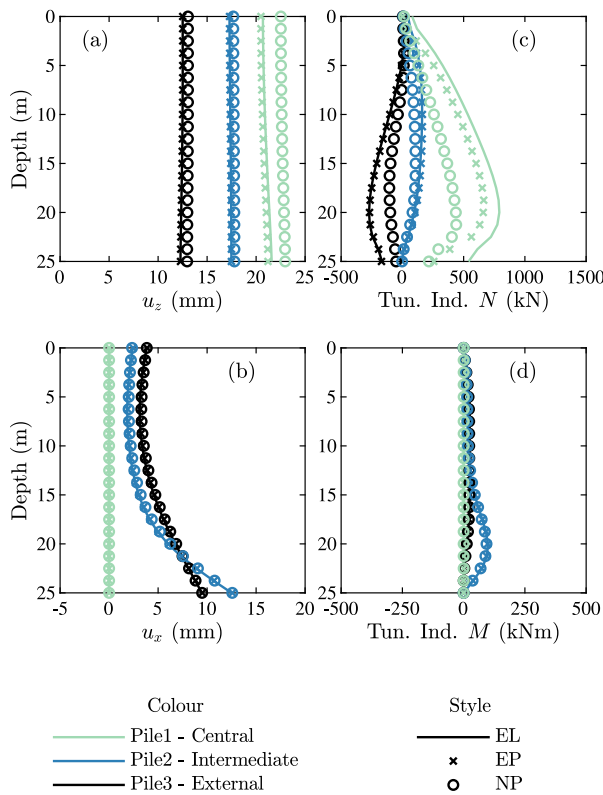 (a)
0
5
10
15
20
25
Depth (m)
0 5 10 15 20 25
u_z (mm)
(c)
0
5
10
15
20
25
-500 0 500 1000 1500
Tun. Ind. N (kN)
(b)
0
5
10
15
20
25
Depth (m)
-5 0 5 10 15 20
u_x (mm)
(d)
0
5
10
15
20
25
-500 -250 0 250 500
Tun. Ind. M (kNm)
Colour
Pile1 - Central
Pile2 - Intermediate
Pile3 - External
Style
EL
EP
NP